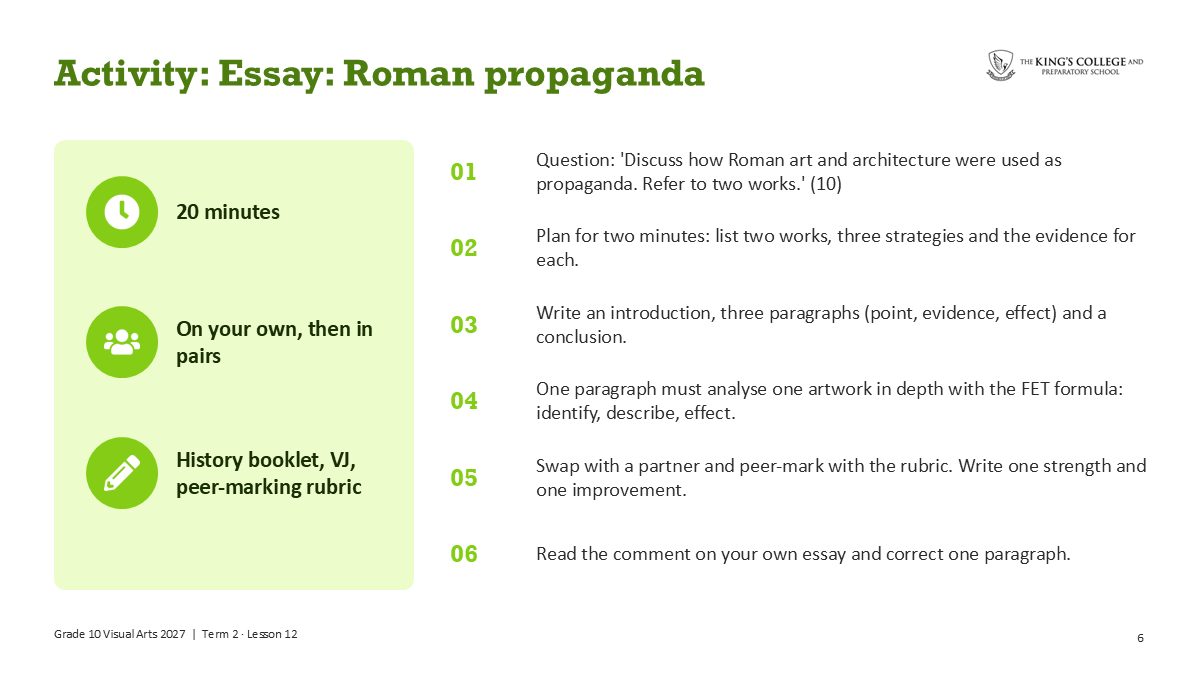 Activity: Essay: Roman propaganda
THE KING'S COLLEGE AND
PREPARATORY SCHOOL
20 minutes
On your own, then in
pairs
History booklet, VJ,
peer-marking rubric
01
Question: 'Discuss how Roman art and architecture were used as
propaganda. Refer to two works.' (10)
02
Plan for two minutes: list two works, three strategies and the evidence for
each.
03
Write an introduction, three paragraphs (point, evidence, effect) and a
conclusion.
04
One paragraph must analyse one artwork in depth with the FET formula:
identify, describe, effect.
05
Swap with a partner and peer-mark with the rubric. Write one strength and
one improvement.
06
Read the comment on your own essay and correct one paragraph.
Grade 10 Visual Arts 2027 | Term 2 · Lesson 12
6